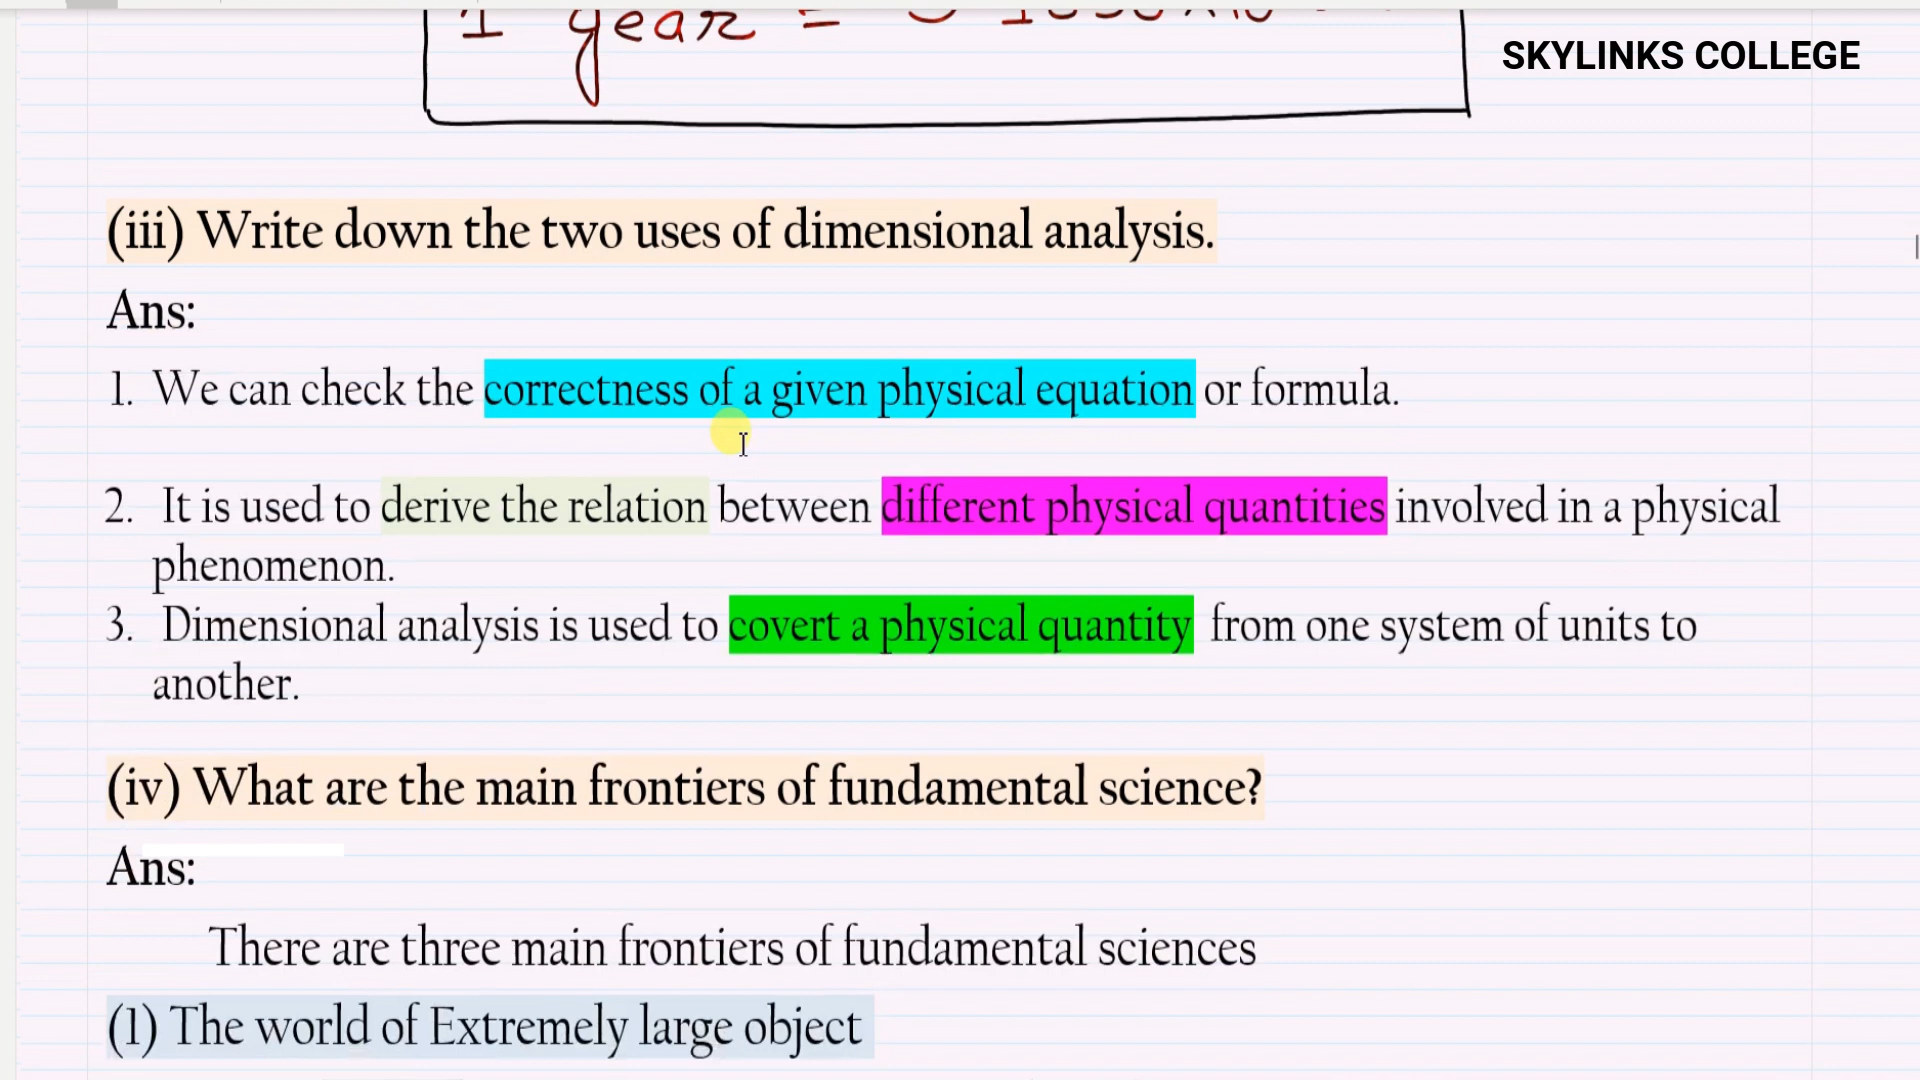 1 year =
SKYLINKS COLLEGE
(iii) Write down the two uses of dimensional analysis.
Ans:
1. We can check the correctness of a given physical equation or formula.
2. It is used to derive the relation between different physical quantities involved in a physical
phenomenon.
3. Dimensional analysis is used to covert a physical quantity from one system of units to
another.
(iv) What are the main frontiers of fundamental science?
Ans:
There are three main frontiers of fundamental sciences
(1) The world of Extremely large object